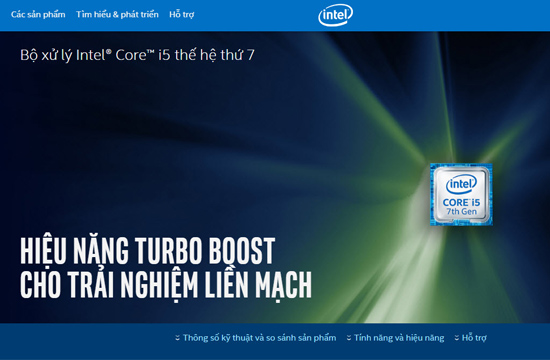 Các sản phẩm Tìm hiểu & phát triển Hỗ trợ intel
Bộ xử lý Intel® Core™ i5 thế hệ thứ 7
intel
CORE i5
7th Gen
HIỆU NĂNG TURBO BOOST
CHO TRẢI NGHIỆM LIỀN MẠCH
Thông số kỹ thuật và so sánh sản phẩm Tính năng và hiệu năng Hỗ trợ